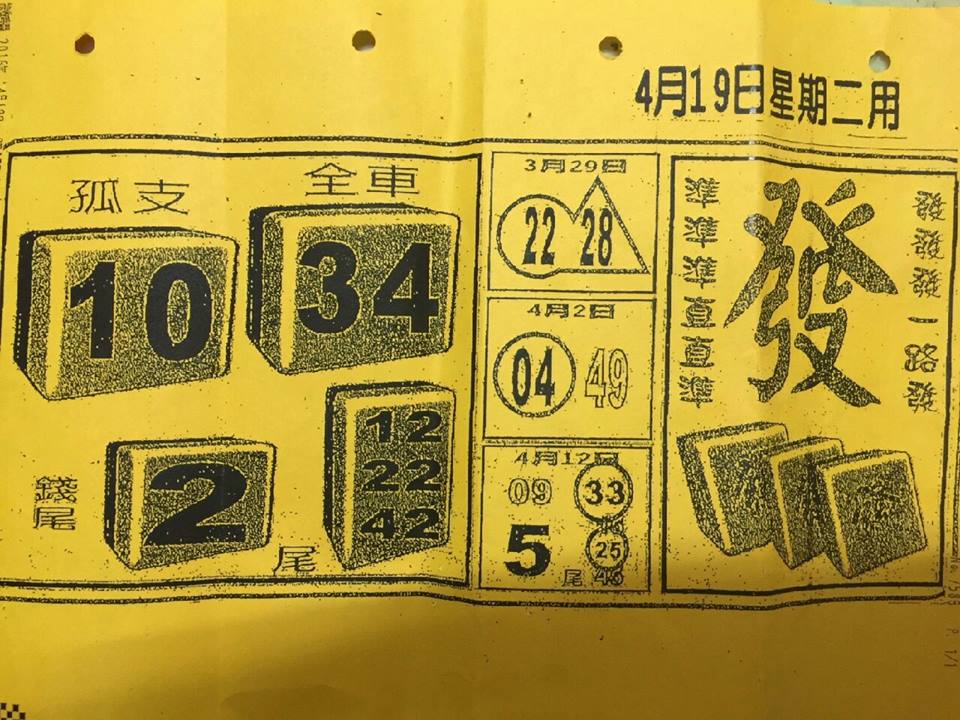 4月19日星期二用
孤支
全車
10
34
錢尾
2
12
22
42
尾
3月29日
22 28
4月2日
04 49
4月12日
09 33
5 25
尾 45
準準準直直準
發
發發發一路發
P. 1/1